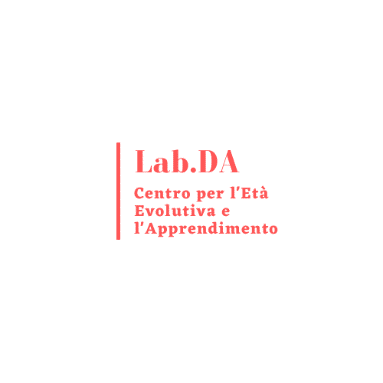 Lab.DA
Centro per l'Età
Evolutiva e
l'Apprendimento